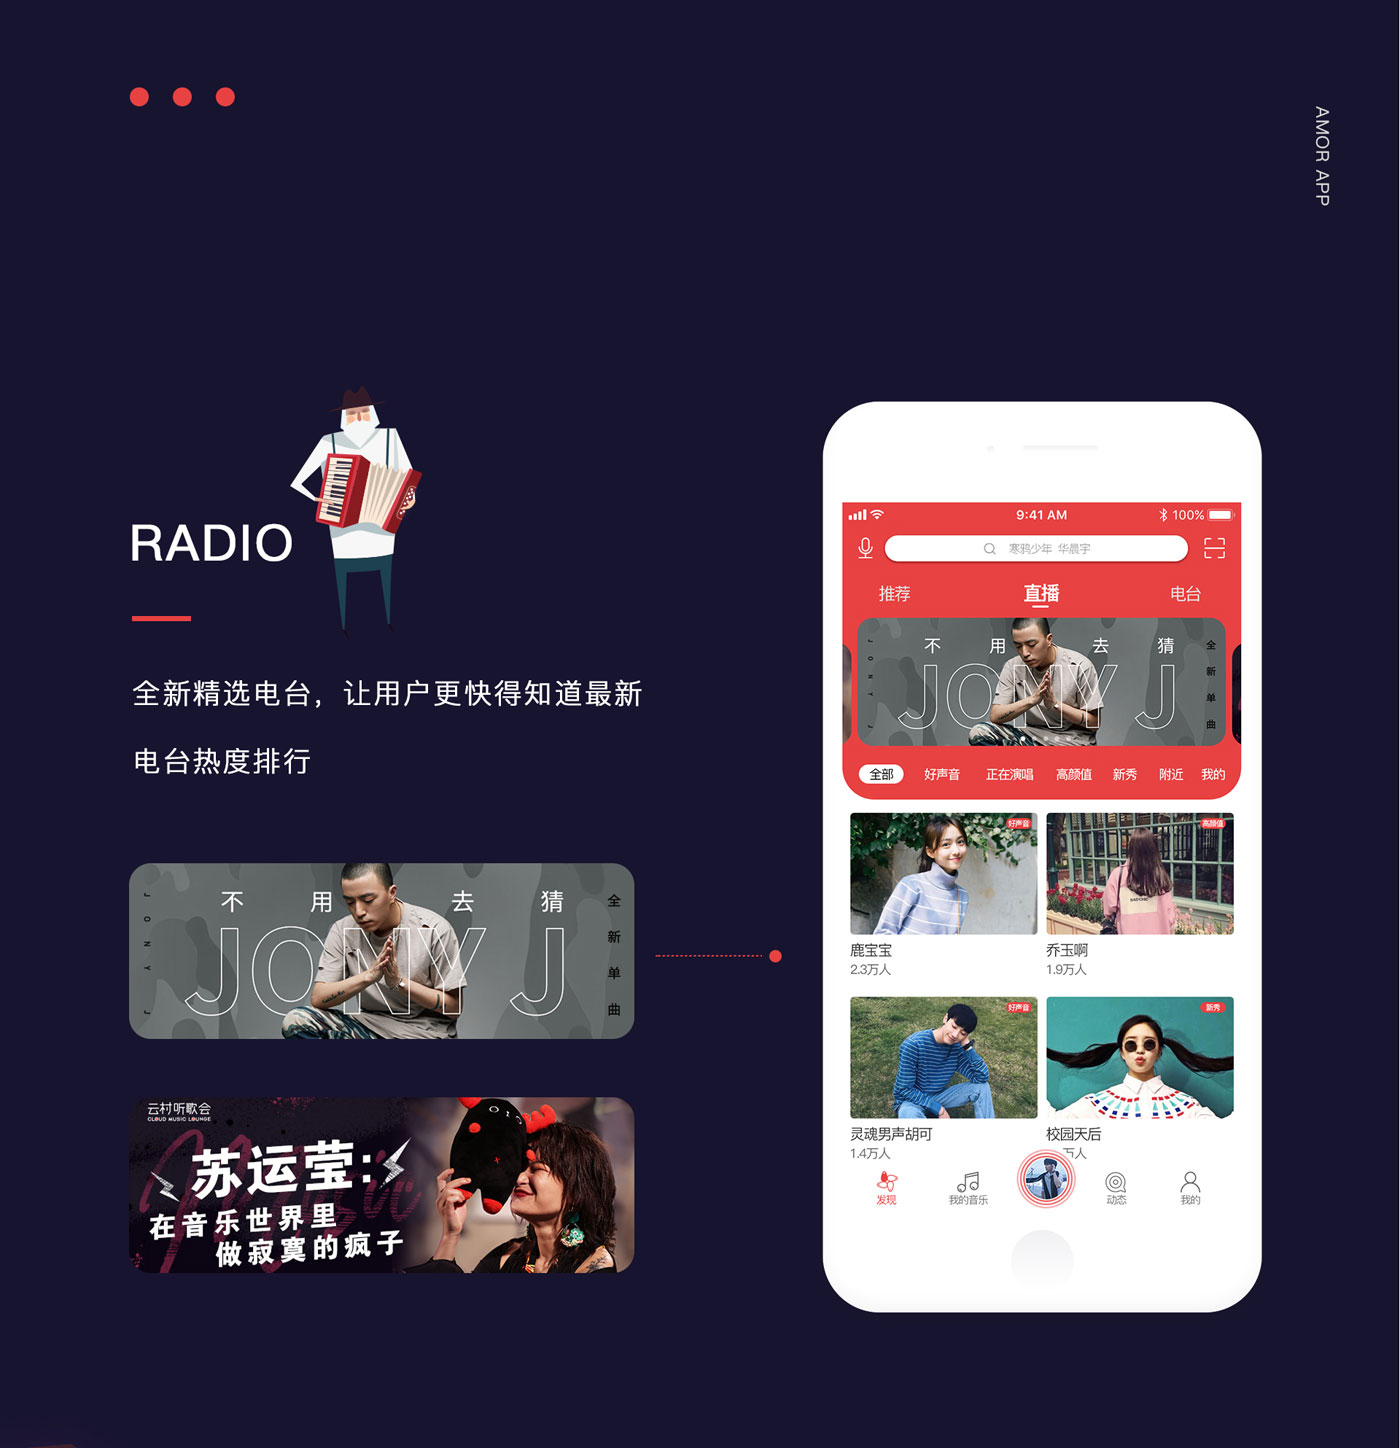 AMOR APP
RADIO
全新精选电台，让用户更快得知道最新
电台热度排行
不用去猜
JONY J
JONY J
全新单曲
云村听歌会
CLOUD MUSIC LOUNGE
苏运莹:
在音乐世界里
做寂寞的疯子
9:41 AM
100%
寒鸦少年 华晨宇
推荐 直播 电台
不用去猜
JONY J
JONY J
全新单曲
全部 好声音 正在演唱 高颜值 新秀 附近 我的
好声音
高颜值
鹿宝宝
2.3万人
乔玉啊
1.9万人
好声音
新秀
灵魂男声胡可
1.4万人
校园天后
万人
发现 我的音乐 动态 我的